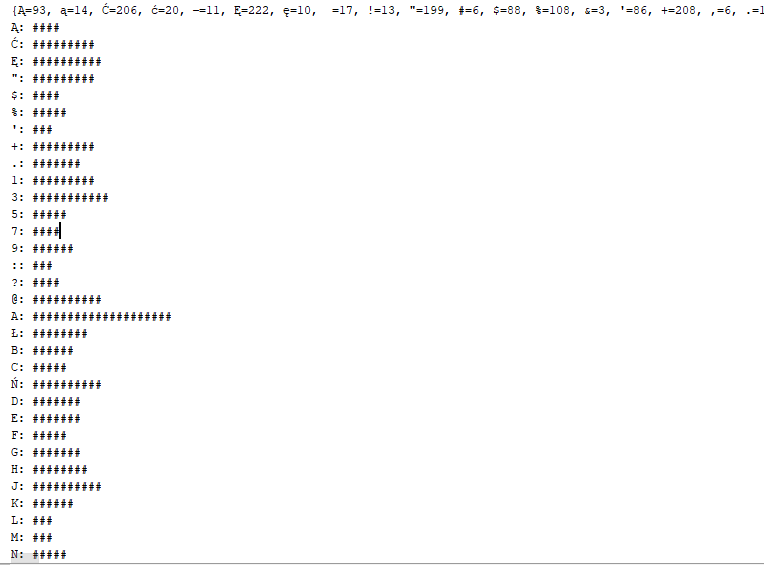 {Ą=93, ą=14, Ć=206, ć=20, —=11, Ę=222, ę=10,  =17, !=13, "=199, #=6, $=88, %=108, &=3, '=86, +=208, ,=6, .=1
Ą: ####
Ć: #########
Ę: ##########
": #########
$: ####
%: #####
': ###
+: #########
.: #######
1: #########
3: ###########
5: #####
7: ####
9: ######
:: ###
?: ####
@: ##########
A: ####################
Ł: ########
B: ######
C: #####
Ń: ##########
D: #######
E: #######
F: #####
G: #######
H: ########
J: ##########
K: ######
L: ###
M: ###
N: #####